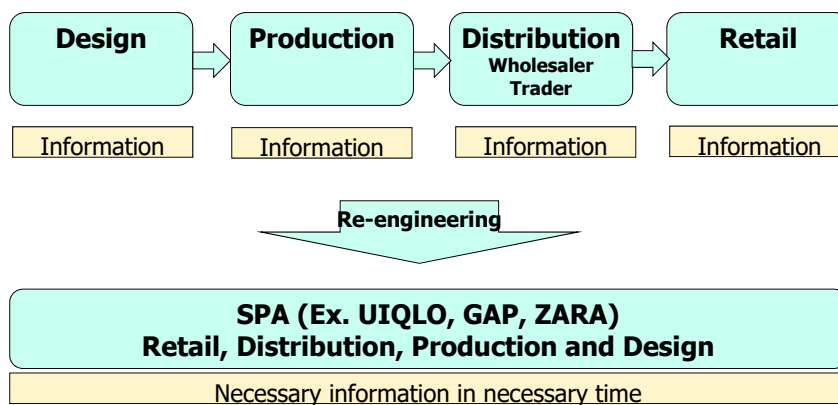 Design
Production
Distribution
Wholesaler
Trader
Retail
Information
Information
Information
Information
Re-engineering
SPA (Ex. UIQLO, GAP, ZARA)
Retail, Distribution, Production and Design
Necessary information in necessary time